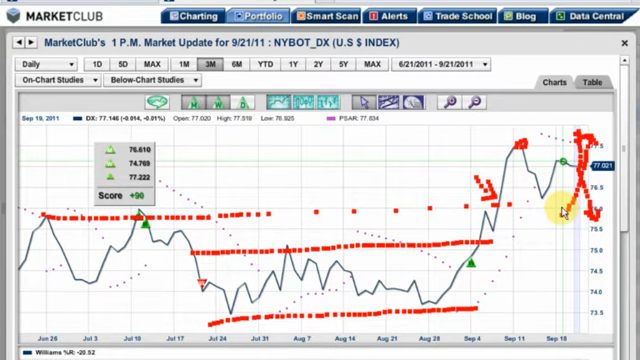 MARKETCLUB Charting Portfolio Smart Scan Alerts Trade School Blog Data Central
MarketClub's 1 P.M. Market Update for 9/21/11 : NYBOT_DX (U.S $ INDEX)
Daily 1D 5D MAX 1M 3M 6M YTD 1Y 2Y 5Y MAX 6/21/2011 - 9/21/2011
On-Chart Studies Below-Chart Studies
Charts Table
M W D
Sep 19, 2011 DX: 77.146 (-0.014, -0.01%) Open: 77.020 High: 77.519 Low: 76.925 PSAR: 77.834
76.610
74.769
77.222
Score +90
77.021
76.5
75.5
75.0
74.5
74.0
73.5
Jun 26 Jul 3 Jul 10 Jul 17 Jul 24 Jul 31 Aug 7 Aug 14 Aug 21 Aug 28 Sep 4 Sep 11 Sep 18
Williams %R: -20.52